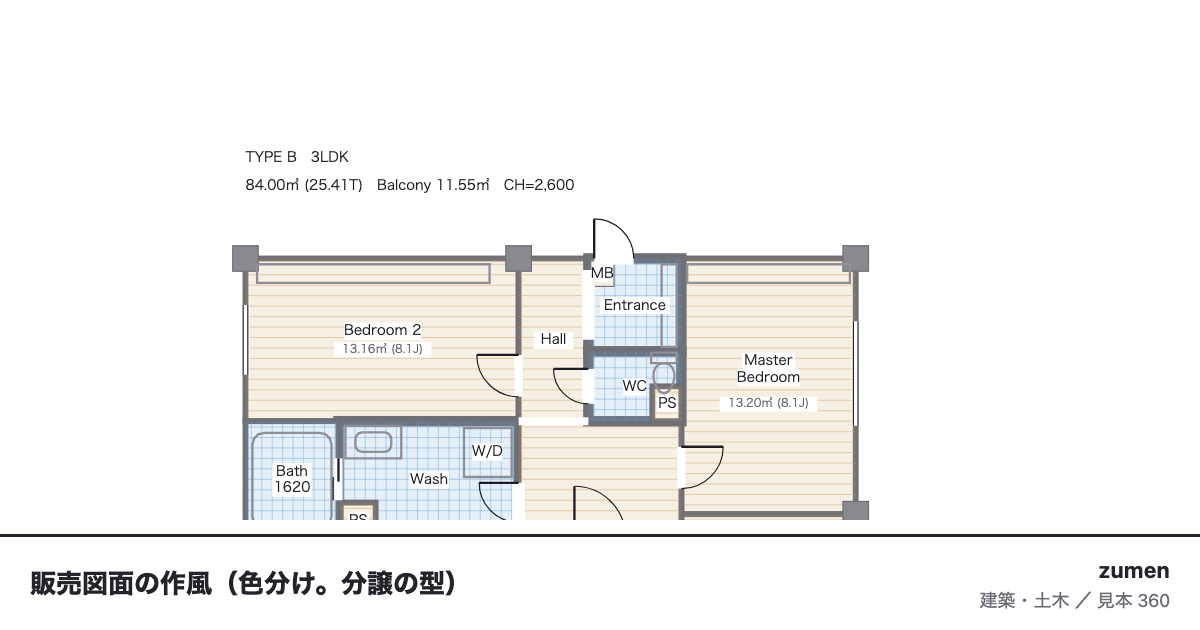 TYPE B 3LDK
84.00㎡ (25.41T) Balcony 11.55㎡ CH=2,600
MB
Entrance
Bedroom 2
13.16㎡ (8.1J)
Hall
Master
Bedroom
13.20㎡ (8.1J)
WC
PS
W/D
Bath
1620
Wash
PS
販売図面の作風（色分け。分譲の型）
zumen
建築・土木 ／ 見本 360